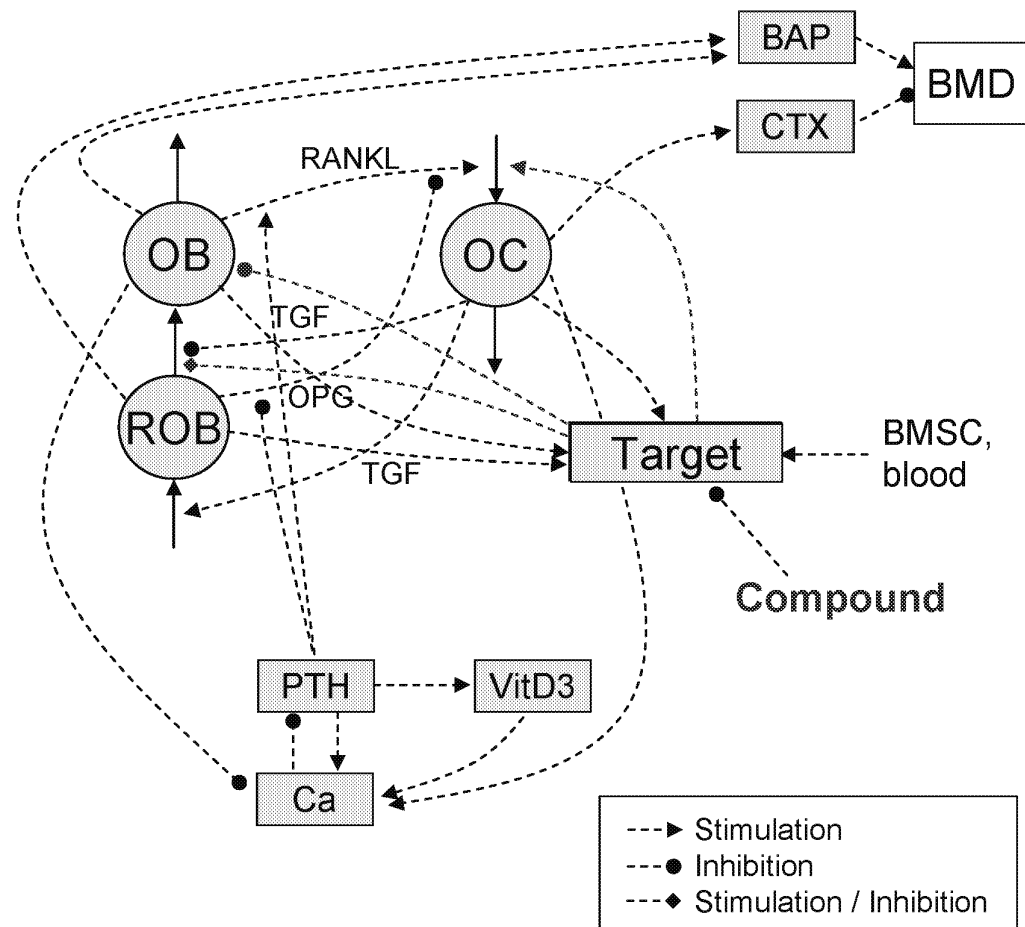 BAP
BMD
CTX
RANKL
OB
OC
TGF
OPG
ROB
TGF
Target
BMSC,
blood
Compound
PTH
VitD3
Ca
Stimulation
Inhibition
Stimulation / Inhibition